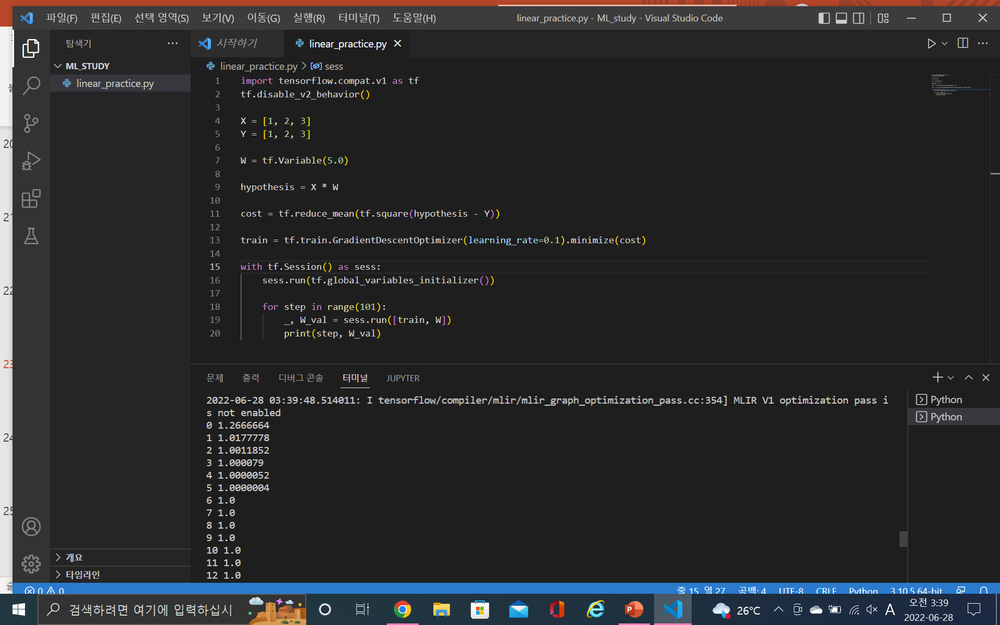 파일(F) 편집(E) 선택 영역(S) 보기(V) 이동(G) 실행(R) 터미널(T) 도움말(H) linear_practice.py - ML_study - Visual Studio Code
탐색기
시작하기 linear_practice.py
ML_STUDY
linear_practice.py
linear_practice.py > sess
1 import tensorflow.compat.v1 as tf
2 tf.disable_v2_behavior()
3
4 X = [1, 2, 3]
5 Y = [1, 2, 3]
6
7 W = tf.Variable(5.0)
8
9 hypothesis = X * W
10
11 cost = tf.reduce_mean(tf.square(hypothesis - Y))
12
13 train = tf.train.GradientDescentOptimizer(learning_rate=0.1).minimize(cost)
14
15 with tf.Session() as sess:
16 sess.run(tf.global_variables_initializer())
17
18 for step in range(101):
19 _, W_val = sess.run([train, W])
20 print(step, W_val)
문제 출력 디버그 콘솔 터미널 JUPYTER
2022-06-28 03:39:48.514011: I tensorflow/compiler/mlir/mlir_graph_optimization_pass.cc:354] MLIR V1 optimization pass i
s not enabled
0 1.2666664
1 1.0177778
2 1.0011852
3 1.000079
4 1.0000052
5 1.0000004
6 1.0
7 1.0
8 1.0
9 1.0
10 1.0
11 1.0
12 1.0
Python
Python
개요
타임라인
20
21
22
23
24
25
0 0 줄 15, 열 27 공백: 4 UTF-8 CRLF Python 3.10.5 64-bit
검색하려면 여기에 입력하십시
26°C A 오전 3:39
2022-06-28